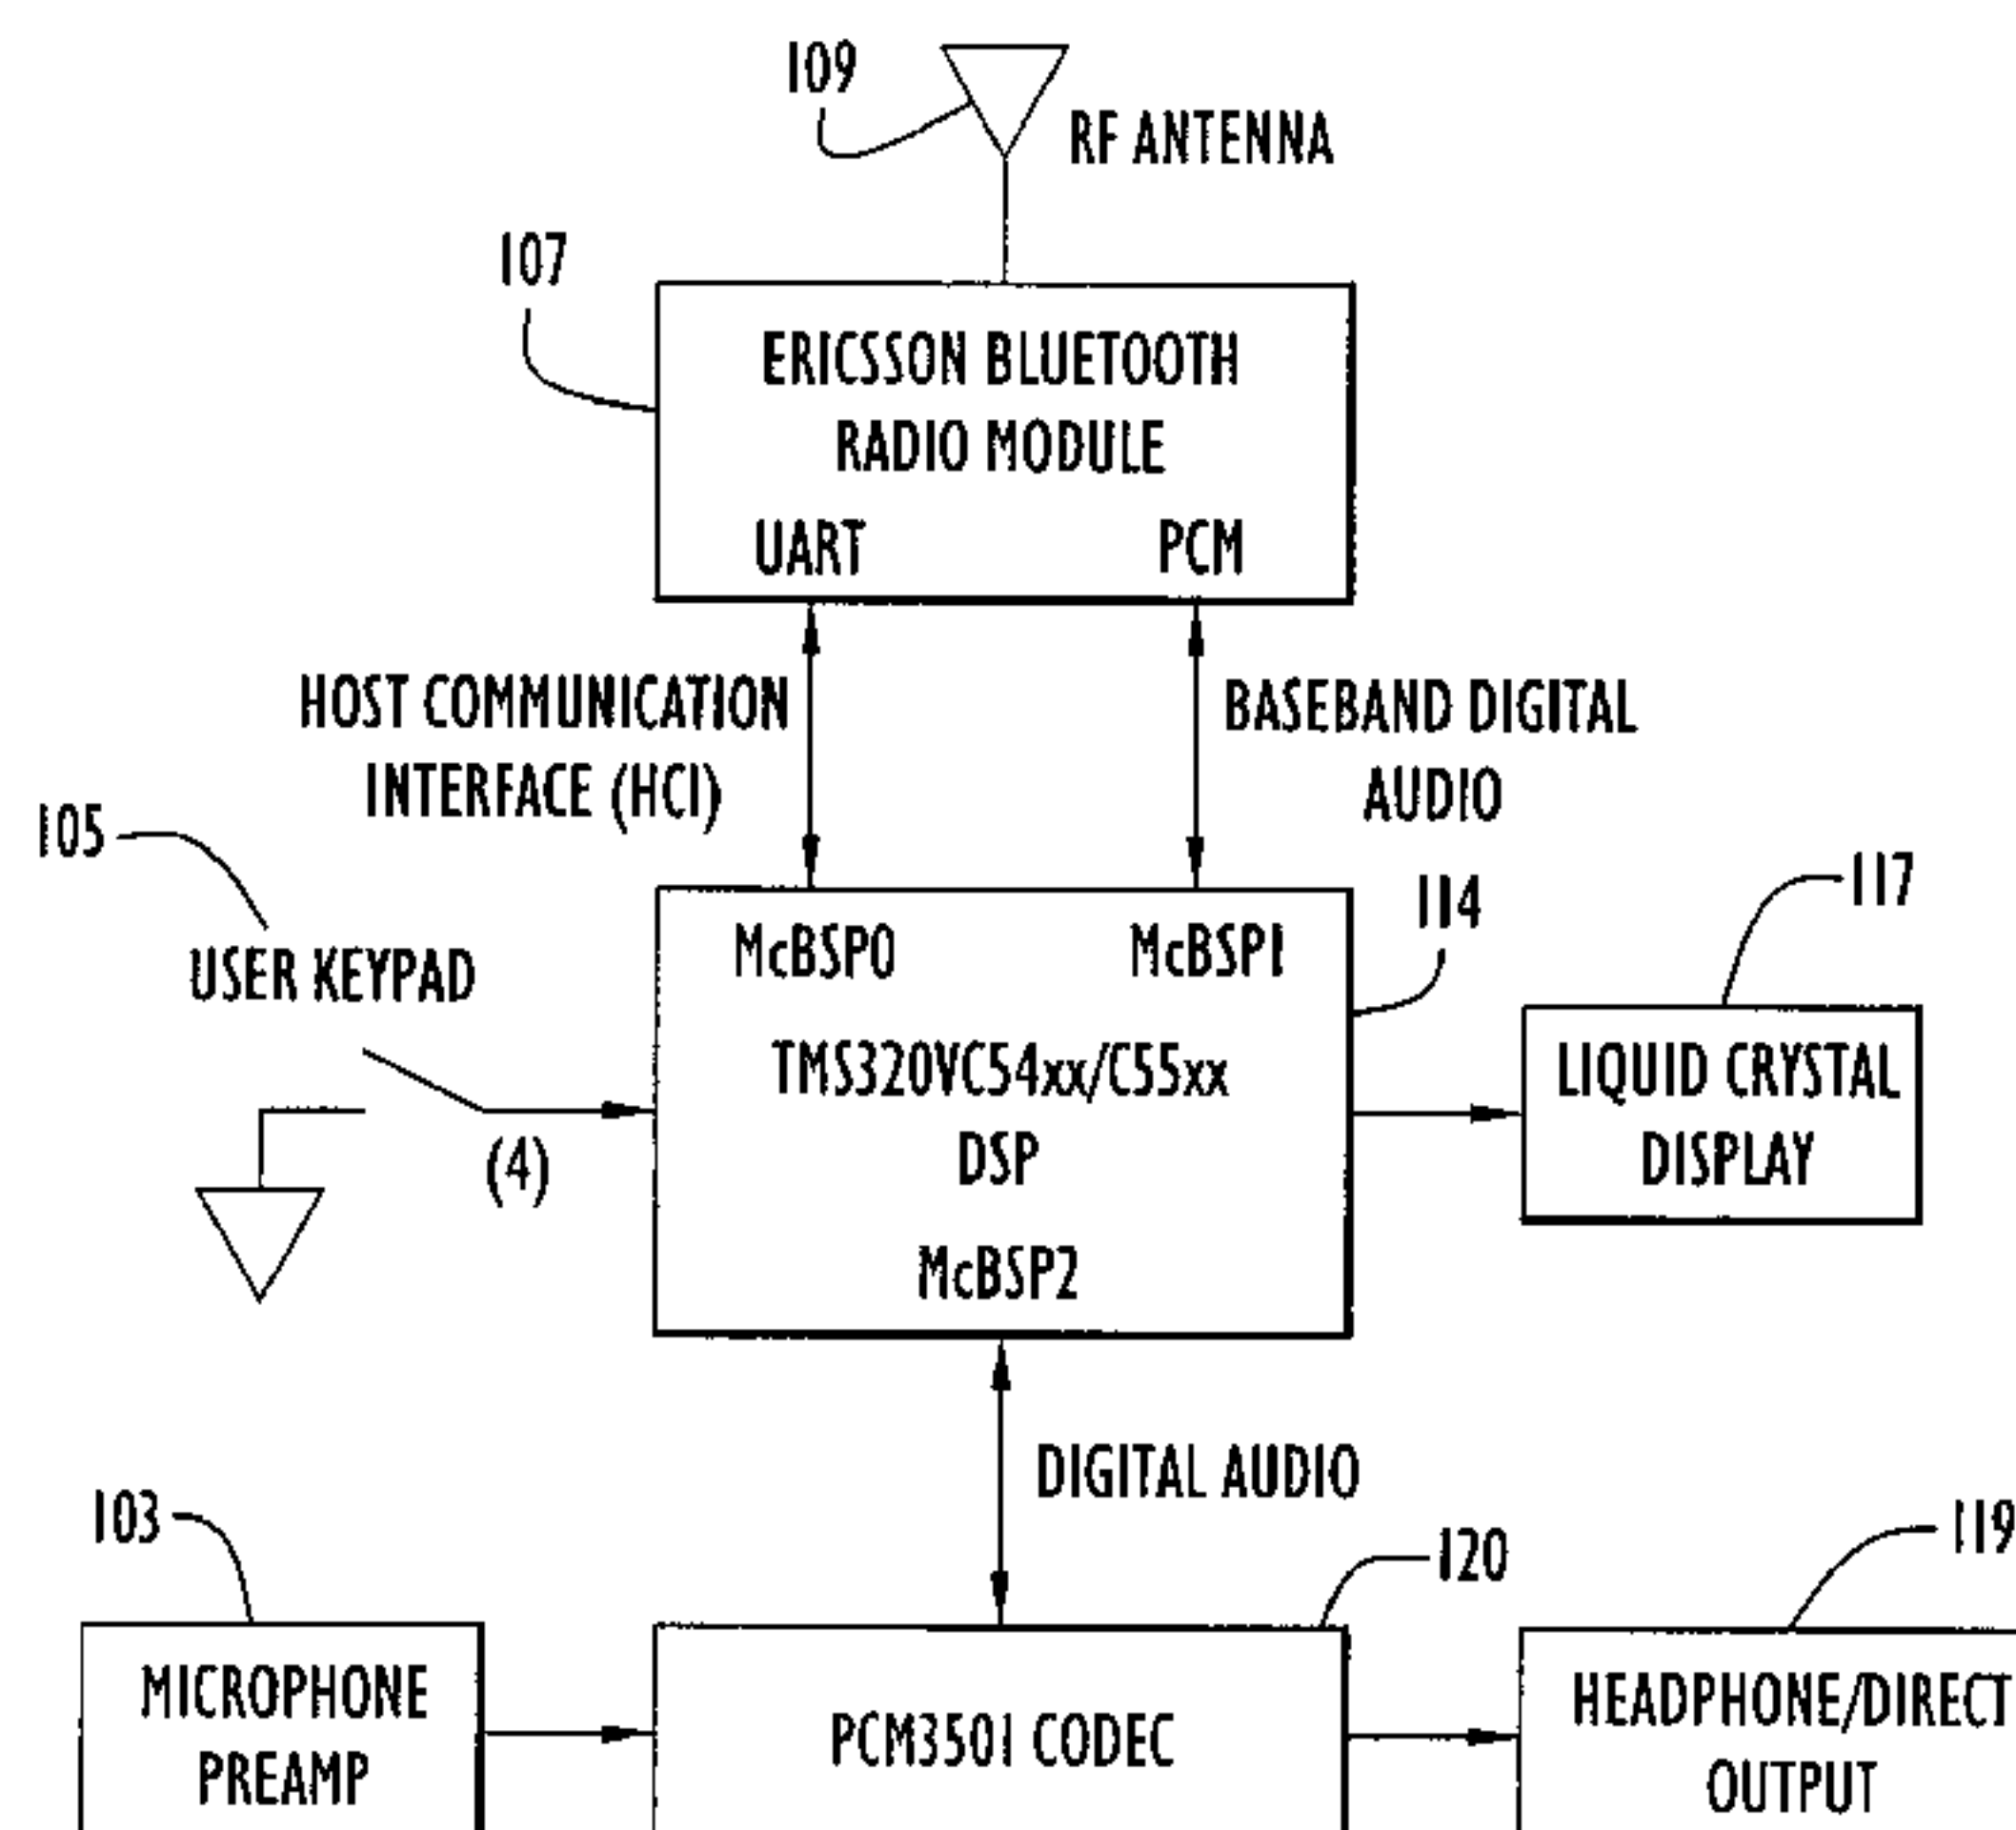 109
RF ANTENNA
107
ERICSSON BLUETOOTH
RADIO MODULE
UART PCM
HOST COMMUNICATION
INTERFACE (HCI)
BASEBAND DIGITAL
AUDIO
105
USER KEYPAD
(4)
114
117
McBSP0 McBSP1
TMS320VC54xx/C55xx
DSP
McBSP2
LIQUID CRYSTAL
DISPLAY
DIGITAL AUDIO
103
120
119
MICROPHONE
PREAMP
PCM3501 CODEC
HEADPHONE/DIRECT
OUTPUT